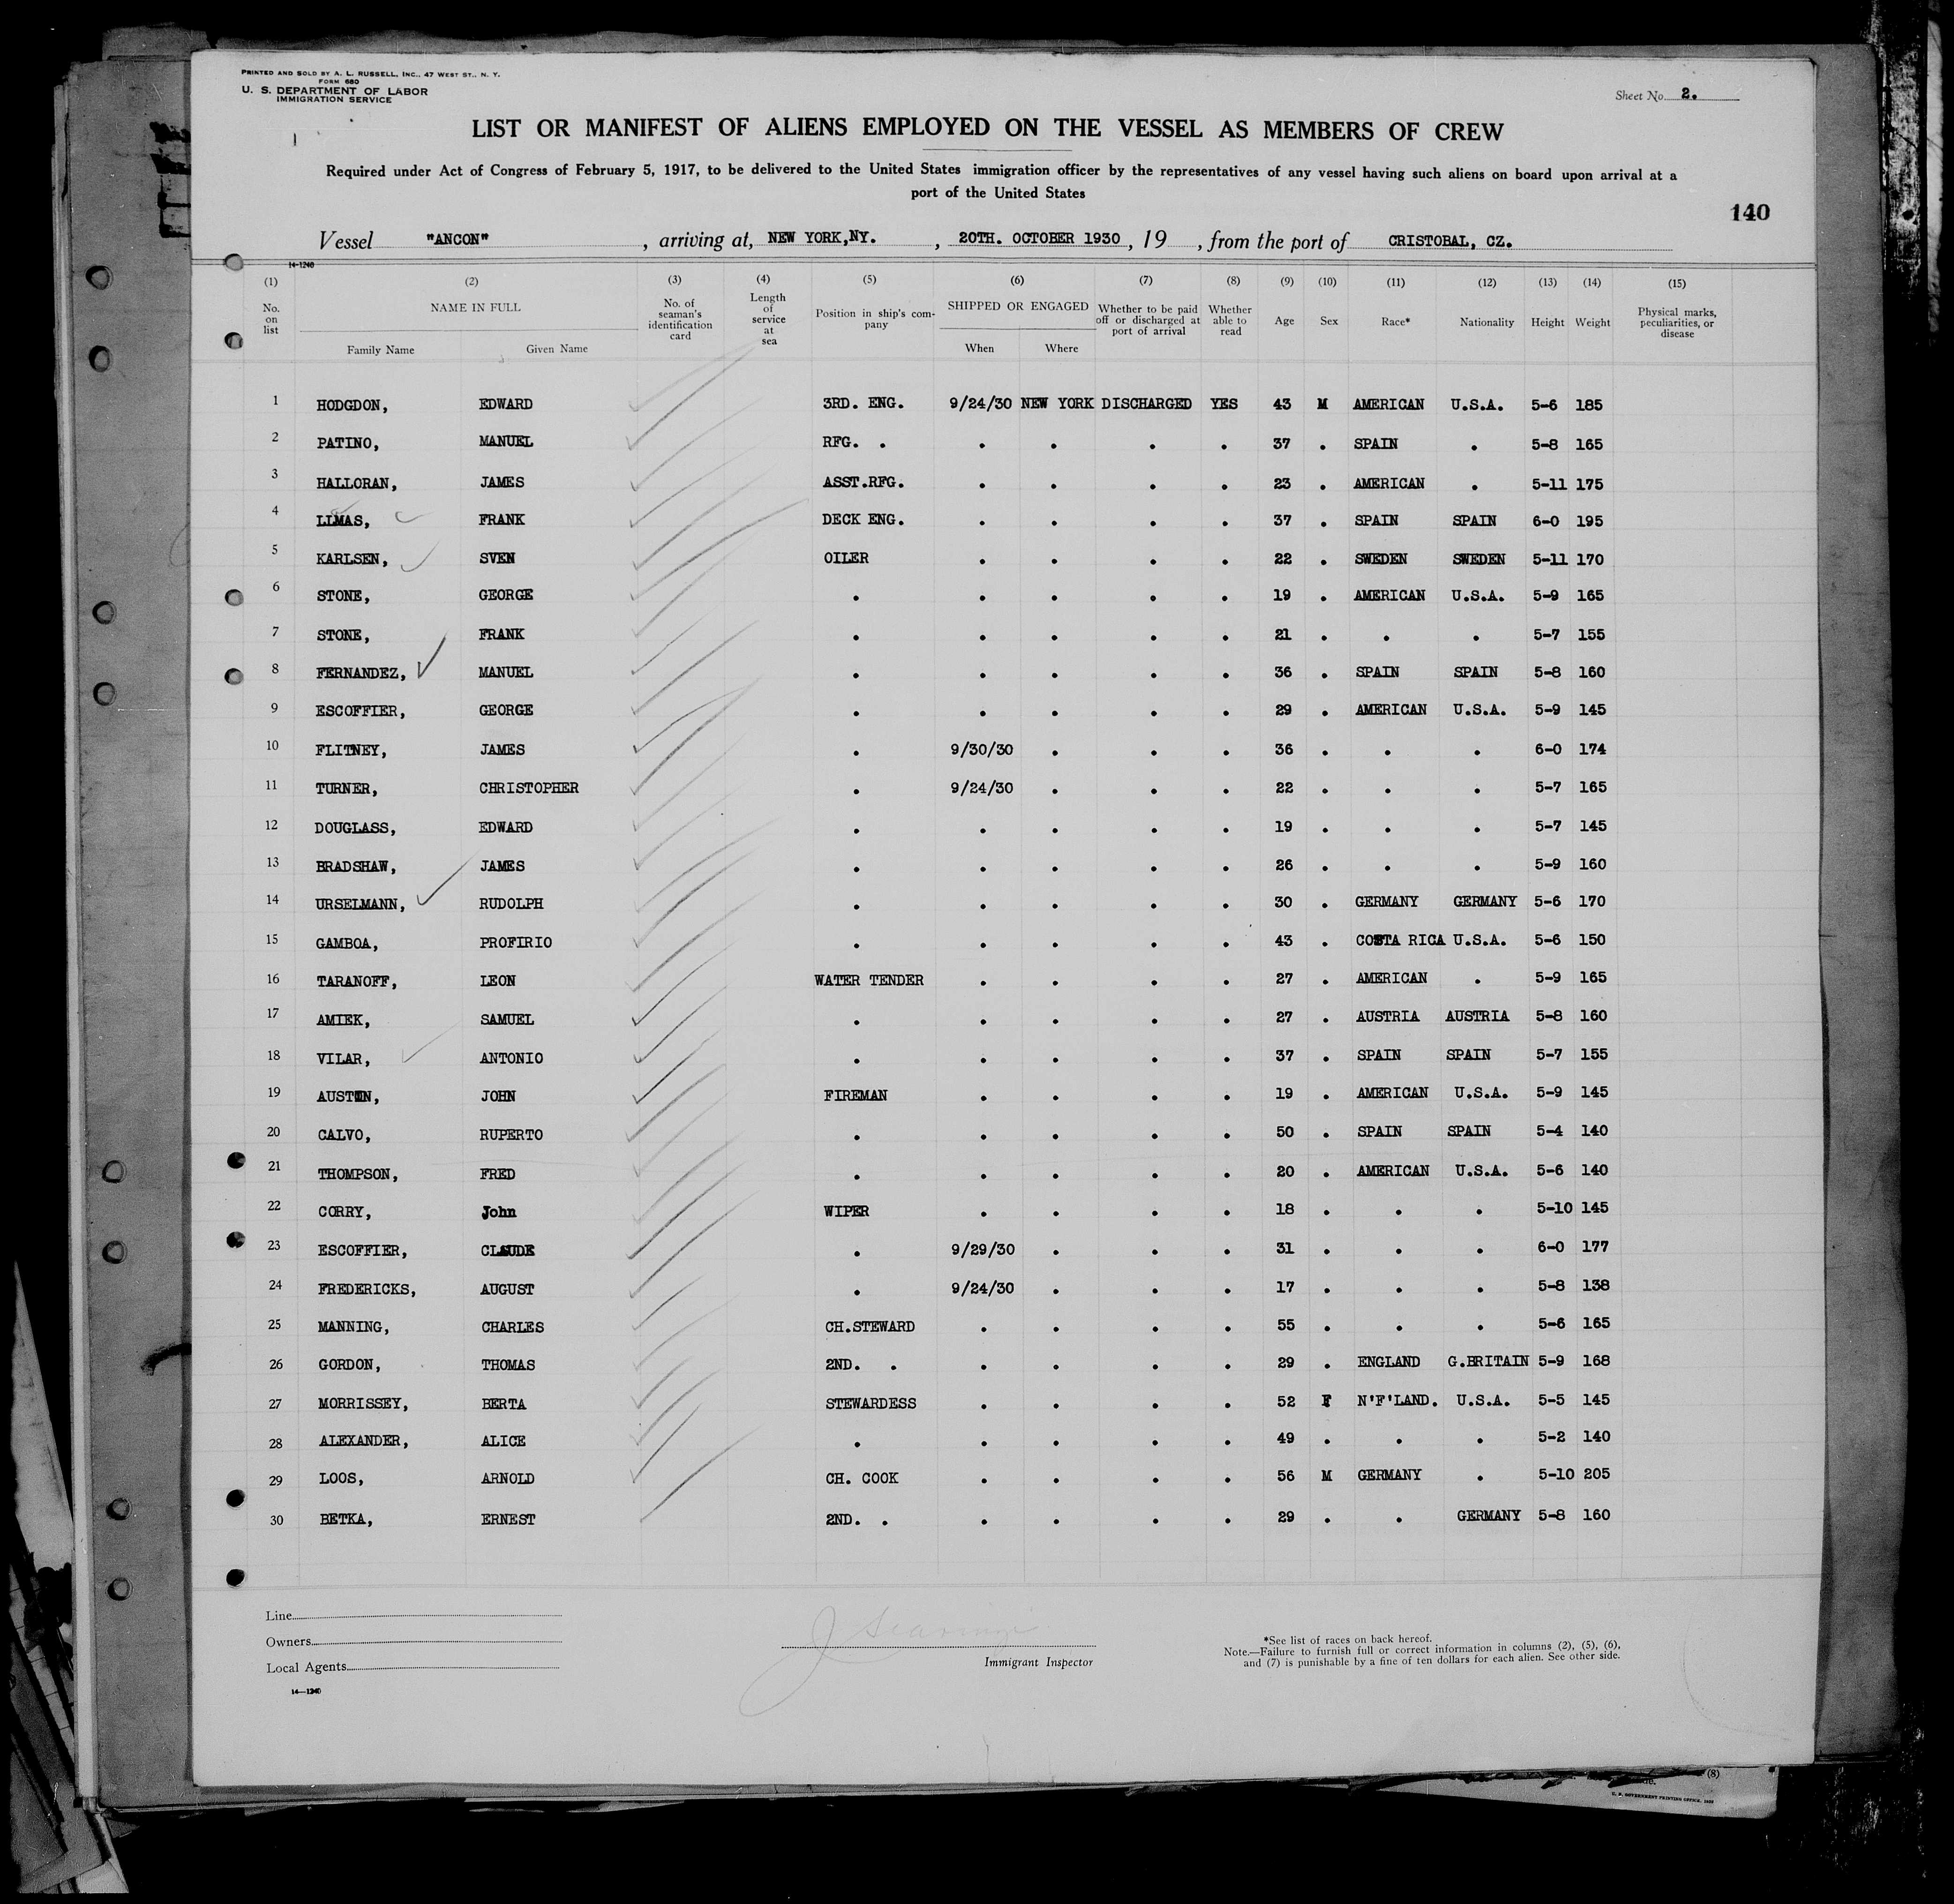 PRINTED AND SOLD BY A. L. RUSSELL, INC., 47 WEST ST., N. Y.
FORM 680
U. S. DEPARTMENT OF LABOR
IMMIGRATION SERVICE
Sheet No. 2.
LIST OR MANIFEST OF ALIENS EMPLOYED ON THE VESSEL AS MEMBERS OF CREW
Required under Act of Congress of February 5, 1917, to be delivered to the United States immigration officer by the representatives of any vessel having such aliens on board upon arrival at a
port of the United States
140
Vessel "ANCON", arriving at, NEW YORK,NY., 20TH. OCTOBER 1930, 19 , from the port of CRISTOBAL, CZ.
14-1240
(1) (2) (3) (4) (5) (6) (7) (8) (9) (10) (11) (12) (13) (14) (15)
No. on list NAME IN FULL Family Name Given Name No. of seaman's identification card Length of service at sea Position in ship's company SHIPPED OR ENGAGED When Where Whether to be paid off or discharged at port of arrival Whether able to read Age Sex Race* Nationality Height Weight Physical marks, peculiarities, or disease
1 HODGDON, EDWARD 3RD. ENG. 9/24/30 NEW YORK DISCHARGED YES 43 M AMERICAN U.S.A. 5-6 185
2 PATINO, MANUEL RFG. . . . . . 37 . SPAIN . 5-8 165
3 HALLORAN, JAMES ASST.RFG. . . . . 23 . AMERICAN . 5-11 175
4 LLMAS, FRANK DECK ENG. . . . . 37 . SPAIN SPAIN 6-0 195
5 KARLSEN, SVEN OILER . . . . 22 . SWEDEN SWEDEN 5-11 170
6 STONE, GEORGE . . . . . 19 . AMERICAN U.S.A. 5-9 165
7 STONE, FRANK . . . . . 21 . . . 5-7 155
8 FERNANDEZ, MANUEL . . . . . 36 . SPAIN SPAIN 5-8 160
9 ESCOFFIER, GEORGE . . . . . 29 . AMERICAN U.S.A. 5-9 145
10 FLITNEY, JAMES . 9/30/30 . . . 36 . . . 6-0 174
11 TURNER, CHRISTOPHER . 9/24/30 . . . 22 . . . 5-7 165
12 DOUGLASS, EDWARD . . . . . 19 . . . 5-7 145
13 BRADSHAW, JAMES . . . . . 26 . . . 5-9 160
14 URSELMANN, RUDOLPH . . . . . 30 . GERMANY GERMANY 5-6 170
15 GAMBOA, PROFIRIO . . . . . 43 . COSTA RICA U.S.A. 5-6 150
16 TARANOFF, LEON WATER TENDER . . . . 27 . AMERICAN . 5-9 165
17 AMIEK, SAMUEL . . . . . 27 . AUSTRIA AUSTRIA 5-8 160
18 VILAR, ANTONIO . . . . . 37 . SPAIN SPAIN 5-7 155
19 AUSTIN, JOHN FIREMAN . . . . 19 . AMERICAN U.S.A. 5-9 145
20 CALVO, RUPERTO . . . . . 50 . SPAIN SPAIN 5-4 140
21 THOMPSON, FRED . . . . . 20 . AMERICAN U.S.A. 5-6 140
22 CORRY, John WIPER . . . . 18 . . . 5-10 145
23 ESCOFFIER, CLAUDE . 9/29/30 . . . 31 . . . 6-0 177
24 FREDERICKS, AUGUST . 9/24/30 . . . 17 . . . 5-8 138
25 MANNING, CHARLES CH.STEWARD . . . . 55 . . . 5-6 165
26 GORDON, THOMAS 2ND. . . . . . 29 . ENGLAND G.BRITAIN 5-9 168
27 MORRISSEY, BERTA STEWARDESS . . . . 52 F N'F'LAND. U.S.A. 5-5 145
28 ALEXANDER, ALICE . . . . . 49 . . . 5-2 140
29 LOOS, ARNOLD CH. COOK . . . . 56 M GERMANY . 5-10 205
30 BETKA, ERNEST 2ND. . . . . . 29 . . GERMANY 5-8 160
Line
Owners
Local Agents
14-1240
Immigrant Inspector
*See list of races on back hereof.
Note.—Failure to furnish full or correct information in columns (2), (5), (6),
and (7) is punishable by a fine of ten dollars for each alien. See other side.
(8)